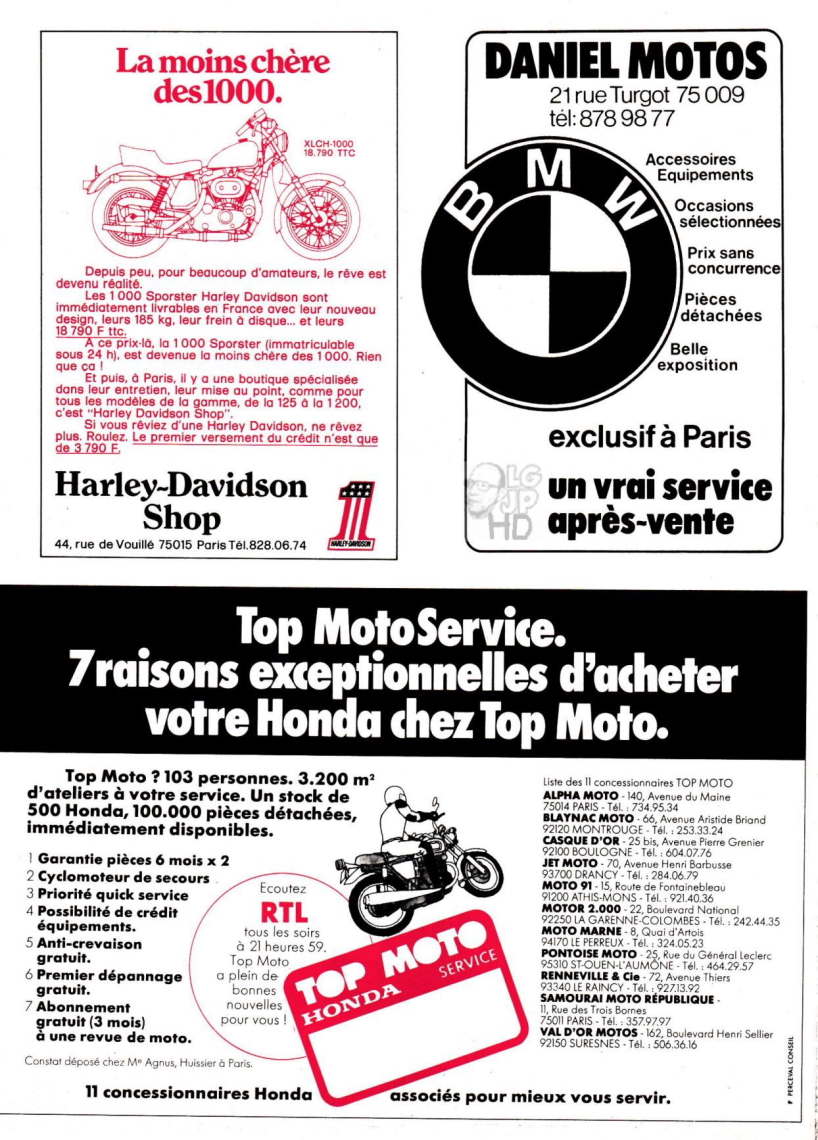 La moins chère
des 1000.
XLCH-1000
18.790 TTC
Depuis peu, pour beaucoup d'amateurs, le rêve est
devenu réalité.
Les 1 000 Sporster Harley Davidson sont
immédiatement livrables en France avec leur nouveau
design, leurs 185 kg, leur frein à disque... et leurs
18 790 F ttc.
A ce prix-là, la 1 000 Sporster (immatriculable
sous 24 h), est devenue la moins chère des 1000. Rien
que ça !
Et puis, à Paris, il y a une boutique spécialisée
dans leur entretien, leur mise au point, comme pour
tous les modèles de la gamme, de la 125 à la 1 200,
c'est "Harley Davidson Shop".
Si vous rêviez d'une Harley Davidson, ne rêvez
plus. Roulez. Le premier versement du crédit n'est que
de 3 790 F.
Harley-Davidson
Shop
1
HARLEY-DAVIDSON
44, rue de Vouillé 75015 Paris Tél.828.06.74
DANIEL MOTOS
21 rue Turgot 75 009
tél: 878 98 77
BMW
Accessoires
Equipements
Occasions
sélectionnées
Prix sans
concurrence
Pièces
détachées
Belle
exposition
exclusif à Paris
un vrai service
après-vente
LG
JP
HD
Top Moto Service.
7 raisons exceptionnelles d'acheter
votre Honda chez Top Moto.
Top Moto ? 103 personnes. 3.200 m²
d'ateliers à votre service. Un stock de
500 Honda, 100.000 pièces détachées,
immédiatement disponibles.
1 Garantie pièces 6 mois x 2
2 Cyclomoteur de secours
3 Priorité quick service
4 Possibilité de crédit
équipements.
5 Anti-crevaison
gratuit.
6 Premier dépannage
gratuit.
7 Abonnement
gratuit (3 mois)
à une revue de moto.
Constat déposé chez Me Agnus, Huissier à Paris.
Ecoutez
RTL
tous les soirs
à 21 heures 59.
Top Moto
a plein de
bonnes
nouvelles
pour vous !
TOP MOTO
HONDA SERVICE
Liste des 11 concessionnaires TOP MOTO
ALPHA MOTO - 140, Avenue du Maine
75014 PARIS - Tél. : 734.95.34
BLAYNAC MOTO - 66, Avenue Aristide Briand
92120 MONTROUGE - Tél. : 253.33.24
CASQUE D'OR - 25 bis, Avenue Pierre Grenier
92100 BOULOGNE - Tél. : 604.07.76
JET MOTO - 70, Avenue Henri Barbusse
93700 DRANCY - Tél. : 284.06.79
MOTO 91 - 15, Route de Fontainebleau
91200 ATHIS-MONS - Tél. : 921.40.36
MOTOR 2.000 - 22, Boulevard National
92250 LA GARENNE-COLOMBES - Tél. : 242.44.35
MOTO MARNE - 8, Quai d'Artois
94170 LE PERREUX - Tél. : 324.05.23
PONTOISE MOTO - 25, Rue du Général Leclerc
95310 ST-OUEN-L'AUMÔNE - Tél. : 464.29.57
RENNEVILLE & Cie - 72, Avenue Thiers
93340 LE RAINCY - Tél. : 927.13.92
SAMOURAI MOTO RÉPUBLIQUE -
11, Rue des Trois Bornes
75011 PARIS - Tél. : 357.97.97
VAL D'OR MOTOS - 162, Boulevard Henri Sellier
92150 SURESNES - Tél. : 506.36.16
P. PERCEVAL CONSEIL
11 concessionnaires Honda associés pour mieux vous servir.